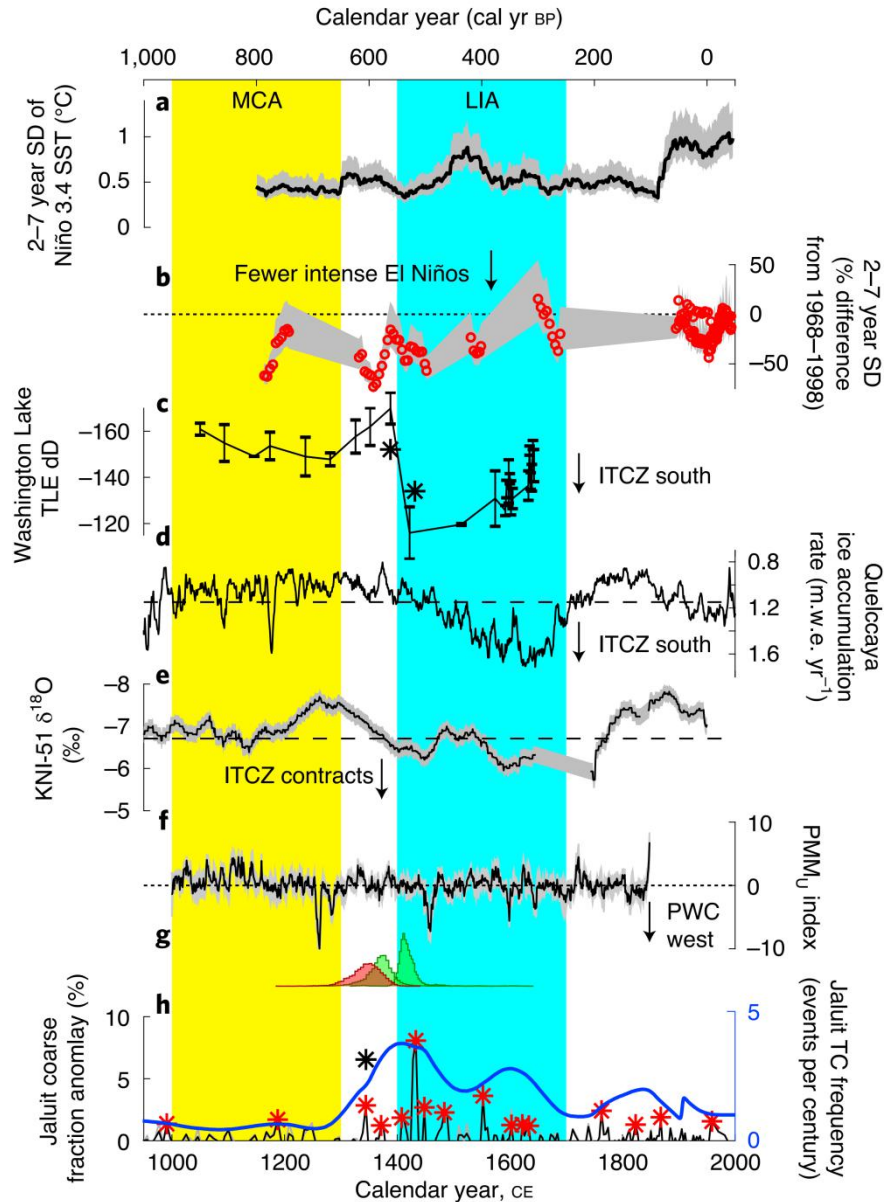 Calendar year (cal yr BP)
1,000 800 600 400 200 0
a
MCA LIA
1
0.5
0
2–7 year SD of
Niño 3.4 SST (°C)
b
Fewer intense El Niños
50
0
−50
2–7 year SD
(% difference
from 1968–1998)
c
−160
−140
−120
Washington Lake
TLE dD
ITCZ south
d
0.8
1.2
1.6
Quelccaya
ice accumulation
rate (m.w.e. yr−1)
ITCZ south
e
−8
−7
−6
−5
KNI-51 δ18O
(‰)
ITCZ contracts
f
10
0
−10
PMMU index
PWC
west
g
h
10
5
0
Jaluit coarse
fraction anomlay (%)
5
0
Jaluit TC frequency
(events per century)
1000 1200 1400 1600 1800 2000
Calendar year, CE